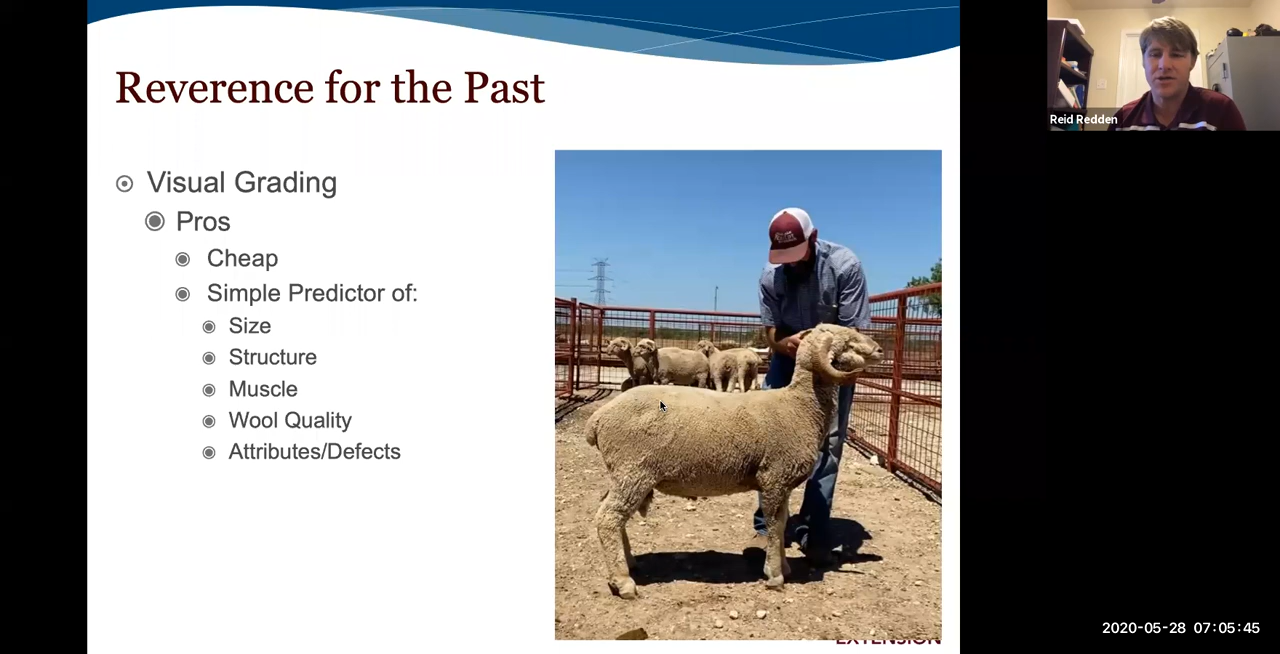 Reverence for the Past
Visual Grading
Pros
Cheap
Simple Predictor of:
Size
Structure
Muscle
Wool Quality
Attributes/Defects
EXTENSION
Reid Redden
2020-05-28 07:05:45